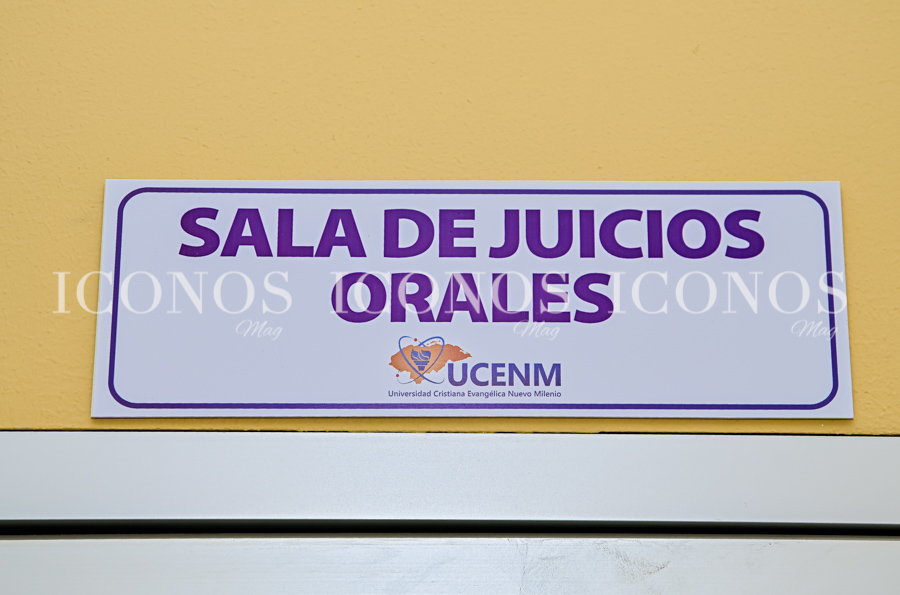 SALA DE JUICIOS
ORALES
ICONOS ICONOS ICONOS
Mag Mag Mag
UCENM
Universidad Cristiana Evangélica Nuevo Milenio